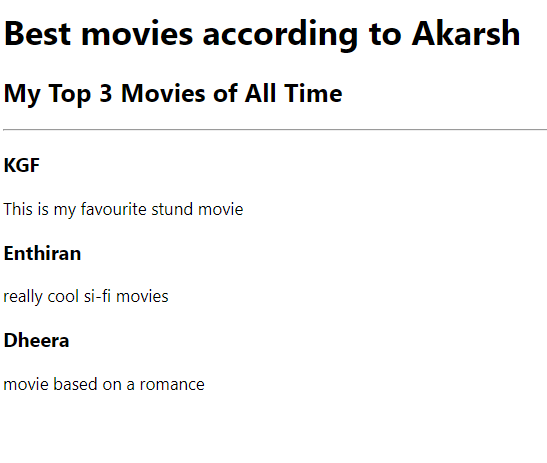 Best movies according to Akarsh
My Top 3 Movies of All Time
KGF
This is my favourite stund movie
Enthiran
really cool si-fi movies
Dheera
movie based on a romance